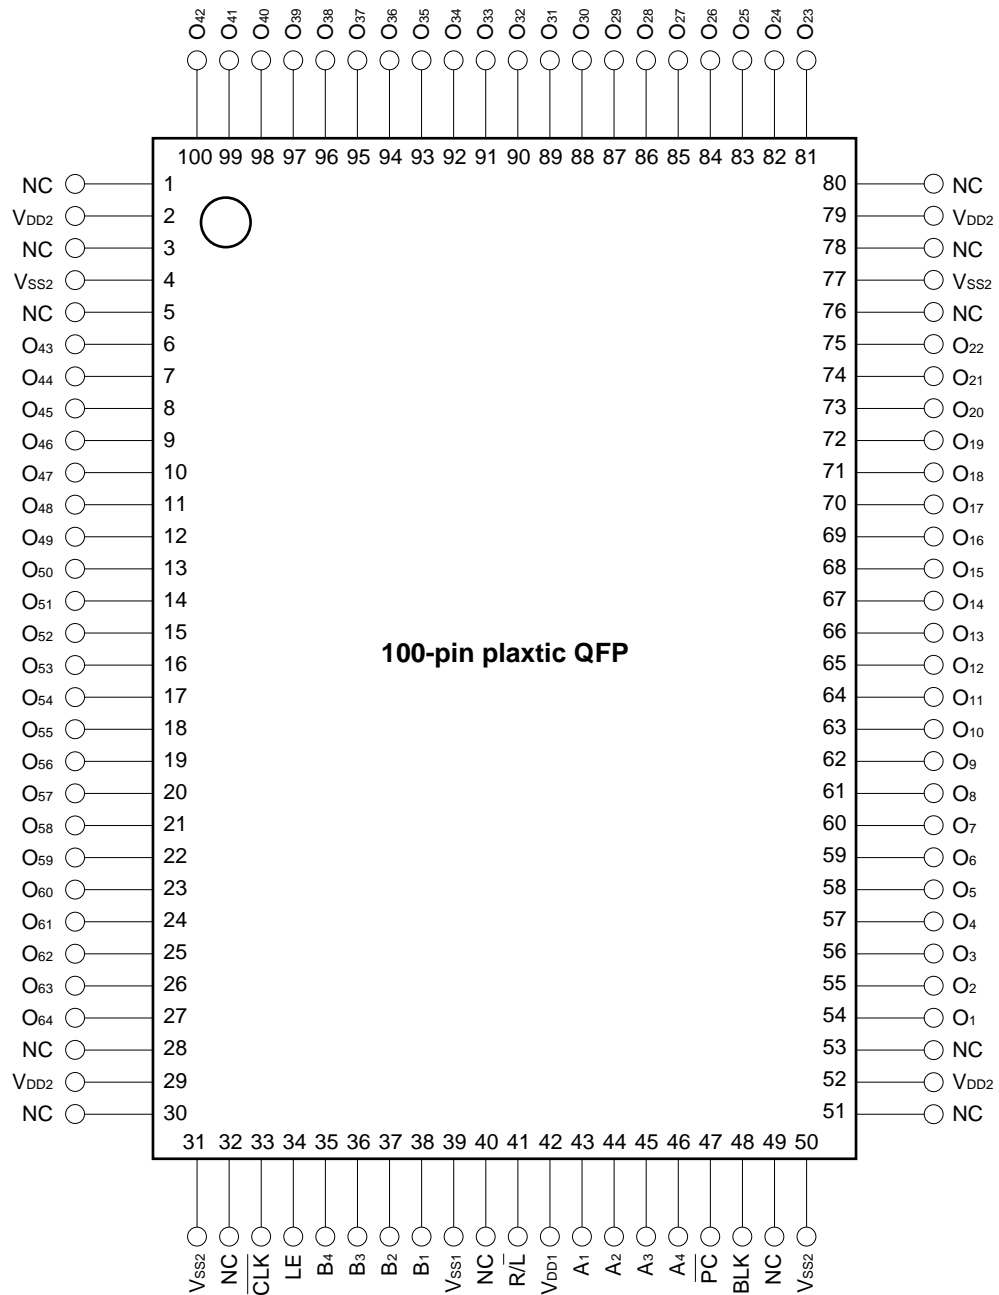 O42 O41 O40 O39 O38 O37 O36 O35 O34 O33 O32 O31 O30 O29 O28 O27 O26 O25 O24 O23
100 99 98 97 96 95 94 93 92 91 90 89 88 87 86 85 84 83 82 81
NC 1 80 NC
VDD2 2 79 VDD2
NC 3 78 NC
VSS2 4 77 VSS2
NC 5 76 NC
O43 6 75 O22
O44 7 74 O21
O45 8 73 O20
O46 9 72 O19
O47 10 71 O18
O48 11 70 O17
O49 12 69 O16
O50 13 68 O15
O51 14 67 O14
O52 15 66 O13
100-pin plaxtic QFP
O53 16 65 O12
O54 17 64 O11
O55 18 63 O10
O56 19 62 O9
O57 20 61 O8
O58 21 60 O7
O59 22 59 O6
O60 23 58 O5
O61 24 57 O4
O62 25 56 O3
O63 26 55 O2
O64 27 54 O1
NC 28 53 NC
VDD2 29 52 VDD2
NC 30 51 NC
31 32 33 34 35 36 37 38 39 40 41 42 43 44 45 46 47 48 49 50
VSS2 NC C̅L̅K̅ LE B4 B3 B2 B1 VSS1 NC R/L̅ VDD1 A1 A2 A3 A4 P̅C̅ BLK NC VSS2